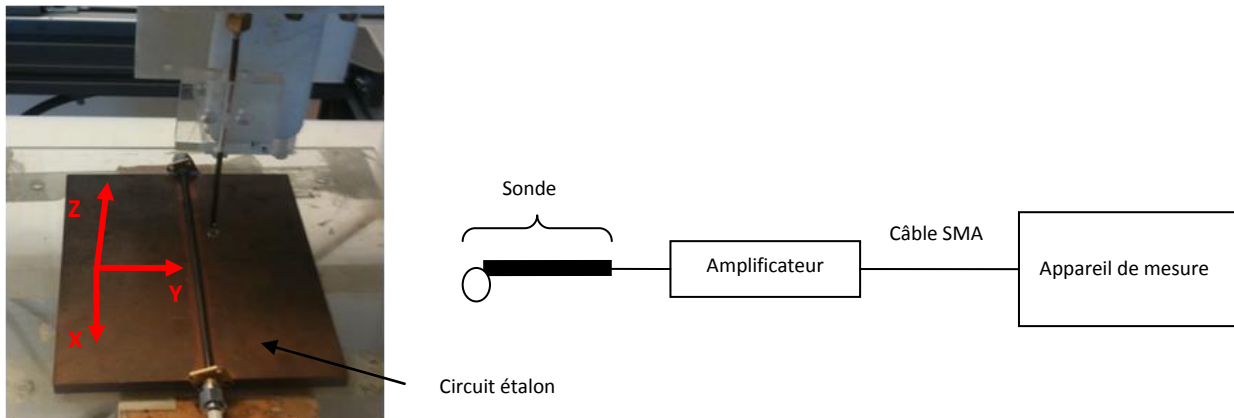 Z
Y
X
Sonde
Amplificateur
Câble SMA
Appareil de mesure
Circuit étalon